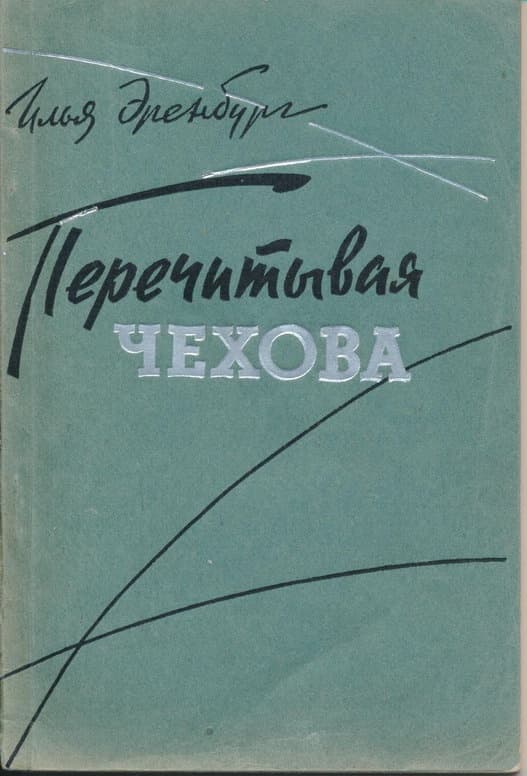 Илья Эренбург
Перечитывая
ЧЕХОВА